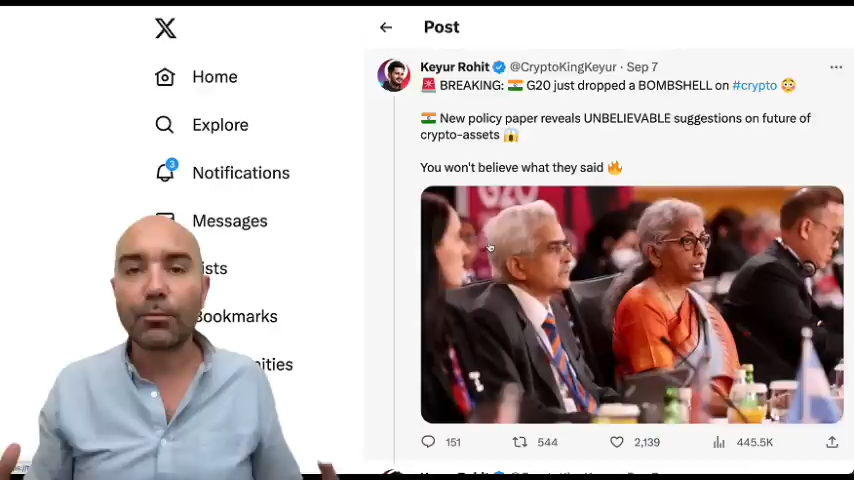 Post
Home
Explore
3
Notifications
Messages
ists
Bookmarks
nities
Keyur Rohit @CryptoKingKeyur · Sep 7
🚨 BREAKING: 🇮🇳 G20 just dropped a BOMBSHELL on #crypto 😳
🇮🇳 New policy paper reveals UNBELIEVABLE suggestions on future of
crypto-assets 😱
You won't believe what they said 🔥
G20
151
544
2,139
445.5K